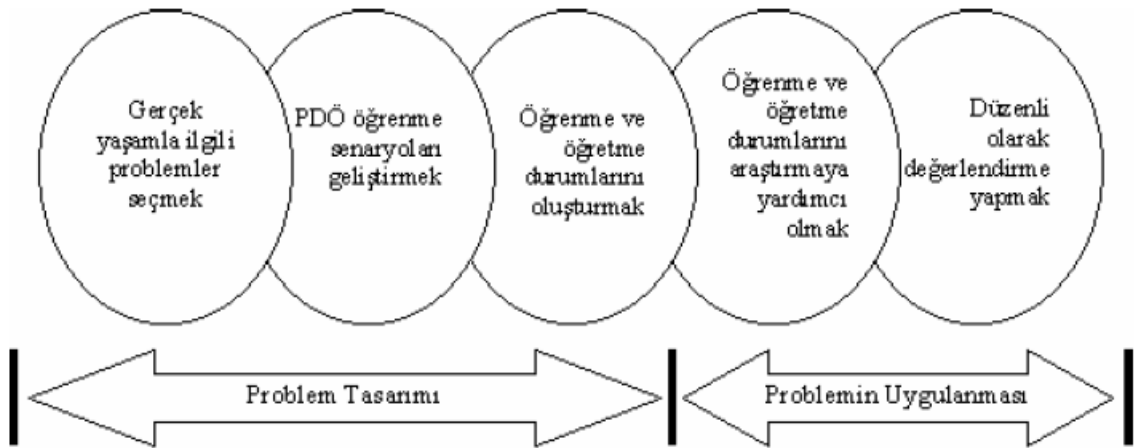 Gerçek
yaşamla ilgili
problemler
seçmek
PDÖ öğrenme
senaryoları
geliştirmek
Öğrenme ve
öğretme
durumlarını
oluşturmak
Öğrenme ve
öğretme
durumlarını
araştırmaya
yardımcı
olmak
Düzenli
olarak
değerlendirme
yapmak
Problem Tasarımı
Problemin Uygulanması